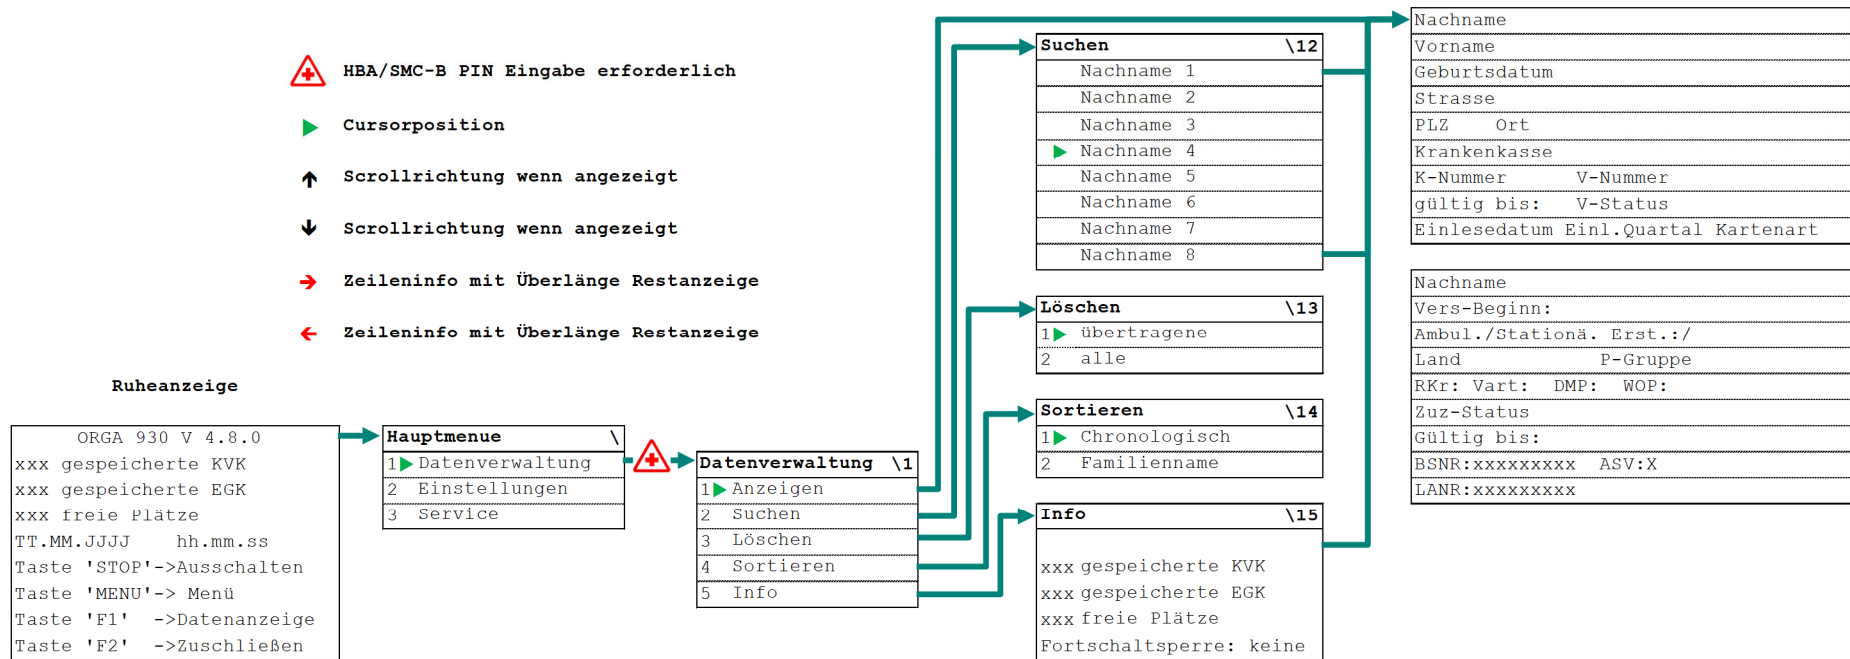 HBA/SMC-B PIN Eingabe erforderlich
Cursorposition
Scrollrichtung wenn angezeigt
Scrollrichtung wenn angezeigt
Zeileninfo mit Überlänge Restanzeige
Zeileninfo mit Überlänge Restanzeige
Ruheanzeige
ORGA 930 V 4.8.0
xxx gespeicherte KVK
xxx gespeicherte EGK
xxx freie Plätze
TT.MM.JJJJ hh.mm.ss
Taste 'STOP'->Ausschalten
Taste 'MENU'-> Menü
Taste 'F1' ->Datenanzeige
Taste 'F2' ->Zuschließen
Hauptmenue \
1 Datenverwaltung
2 Einstellungen
3 Service
Datenverwaltung \1
1 Anzeigen
2 Suchen
3 Löschen
4 Sortieren
5 Info
Suchen \12
Nachname 1
Nachname 2
Nachname 3
Nachname 4
Nachname 5
Nachname 6
Nachname 7
Nachname 8
Löschen \13
1 übertragene
2 alle
Sortieren \14
1 Chronologisch
2 Familienname
Info \15
xxx gespeicherte KVK
xxx gespeicherte EGK
xxx freie Plätze
Fortschaltsperre: keine
Nachname
Vorname
Geburtsdatum
Strasse
PLZ Ort
Krankenkasse
K-Nummer V-Nummer
gültig bis: V-Status
Einlesedatum Einl.Quartal Kartenart
Nachname
Vers-Beginn:
Ambul./Stationä. Erst.:/
Land P-Gruppe
RKr: Vart: DMP: WOP:
Zuz-Status
Gültig bis:
BSNR:xxxxxxxxx ASV:X
LANR:xxxxxxxxx